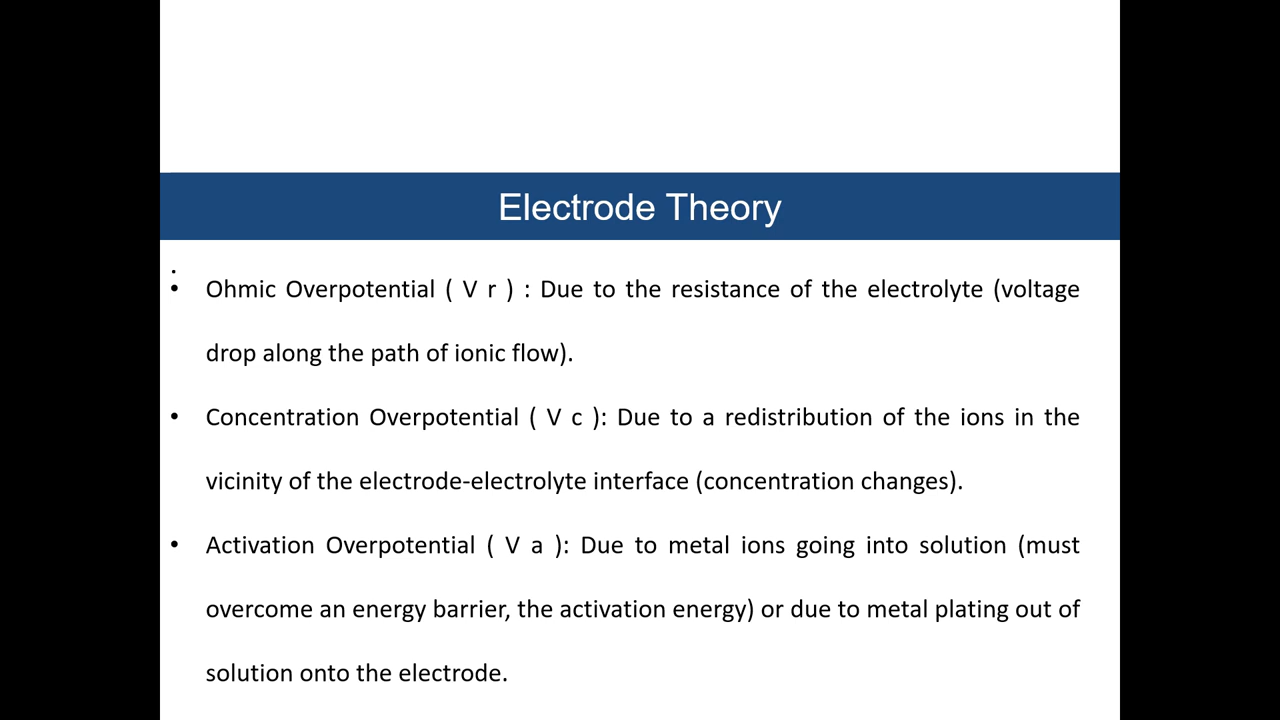 Electrode Theory
.
• Ohmic Overpotential ( V r ) : Due to the resistance of the electrolyte (voltage
drop along the path of ionic flow).
• Concentration Overpotential ( V c ): Due to a redistribution of the ions in the
vicinity of the electrode-electrolyte interface (concentration changes).
• Activation Overpotential ( V a ): Due to metal ions going into solution (must
overcome an energy barrier, the activation energy) or due to metal plating out of
solution onto the electrode.